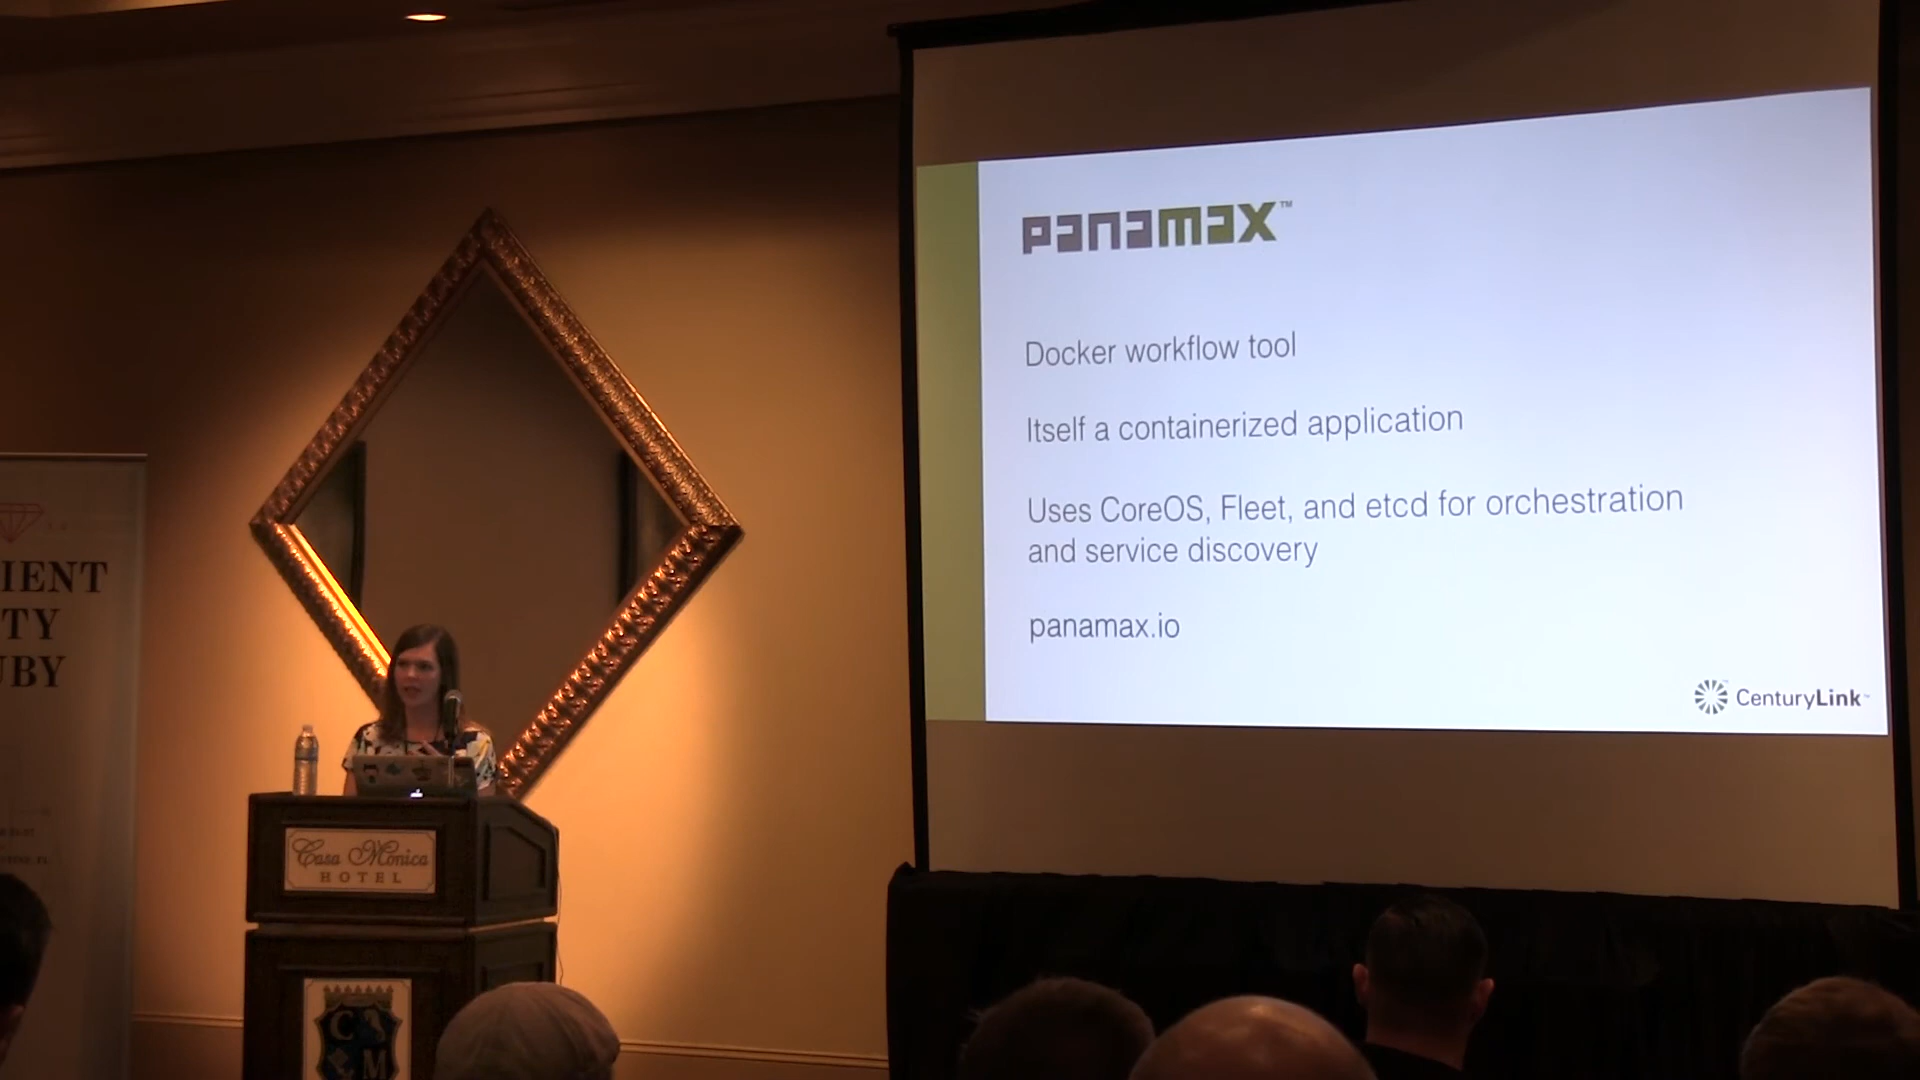 panamax™
Docker workflow tool
Itself a containerized application
Uses CoreOS, Fleet, and etcd for orchestration
and service discovery
panamax.io
CenturyLink™
IENT
TY
UBY
Casa Monica
HOTEL
C
M